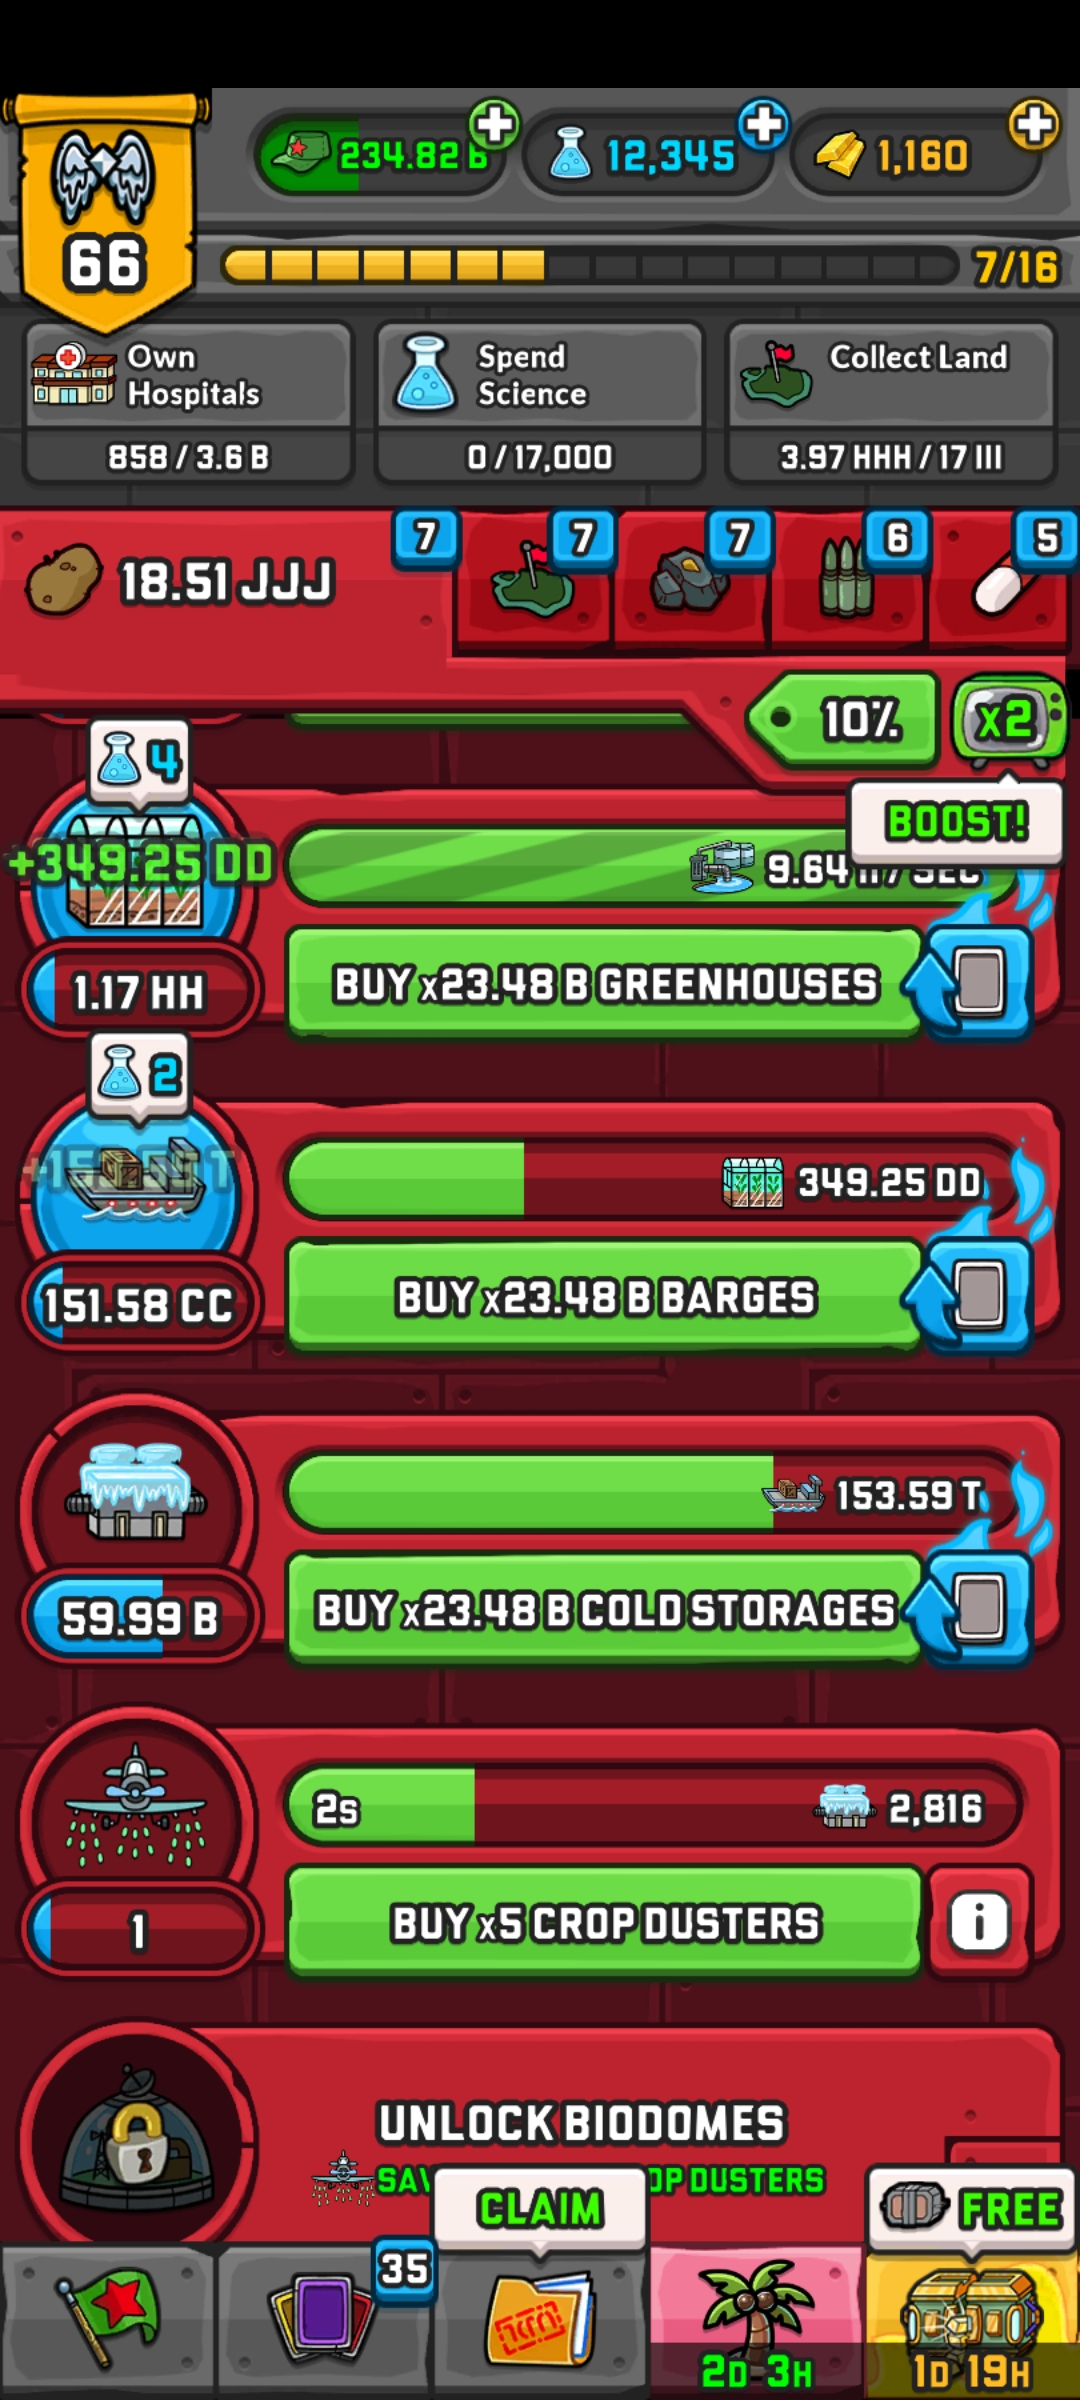 234.82 B
12,345
1,160
66
7/16
Own
Hospitals
858 / 3.6 B
Spend
Science
0 / 17,000
Collect Land
3.97 HHH / 17 III
18.51 JJJ
7
7
7
6
5
10%
x2
BOOST!
4
+349.25 DD
9.64
1.17 HH
BUY x23.48 B GREENHOUSES
2
349.25 DD
151.58 CC
BUY x23.48 B BARGES
153.59 T
59.99 B
BUY x23.48 B COLD STORAGES
2s
2,816
1
BUY x5 CROP DUSTERS
i
UNLOCK BIODOMES
DUSTERS
CLAIM
FREE
35
2D 3H
1D 19H